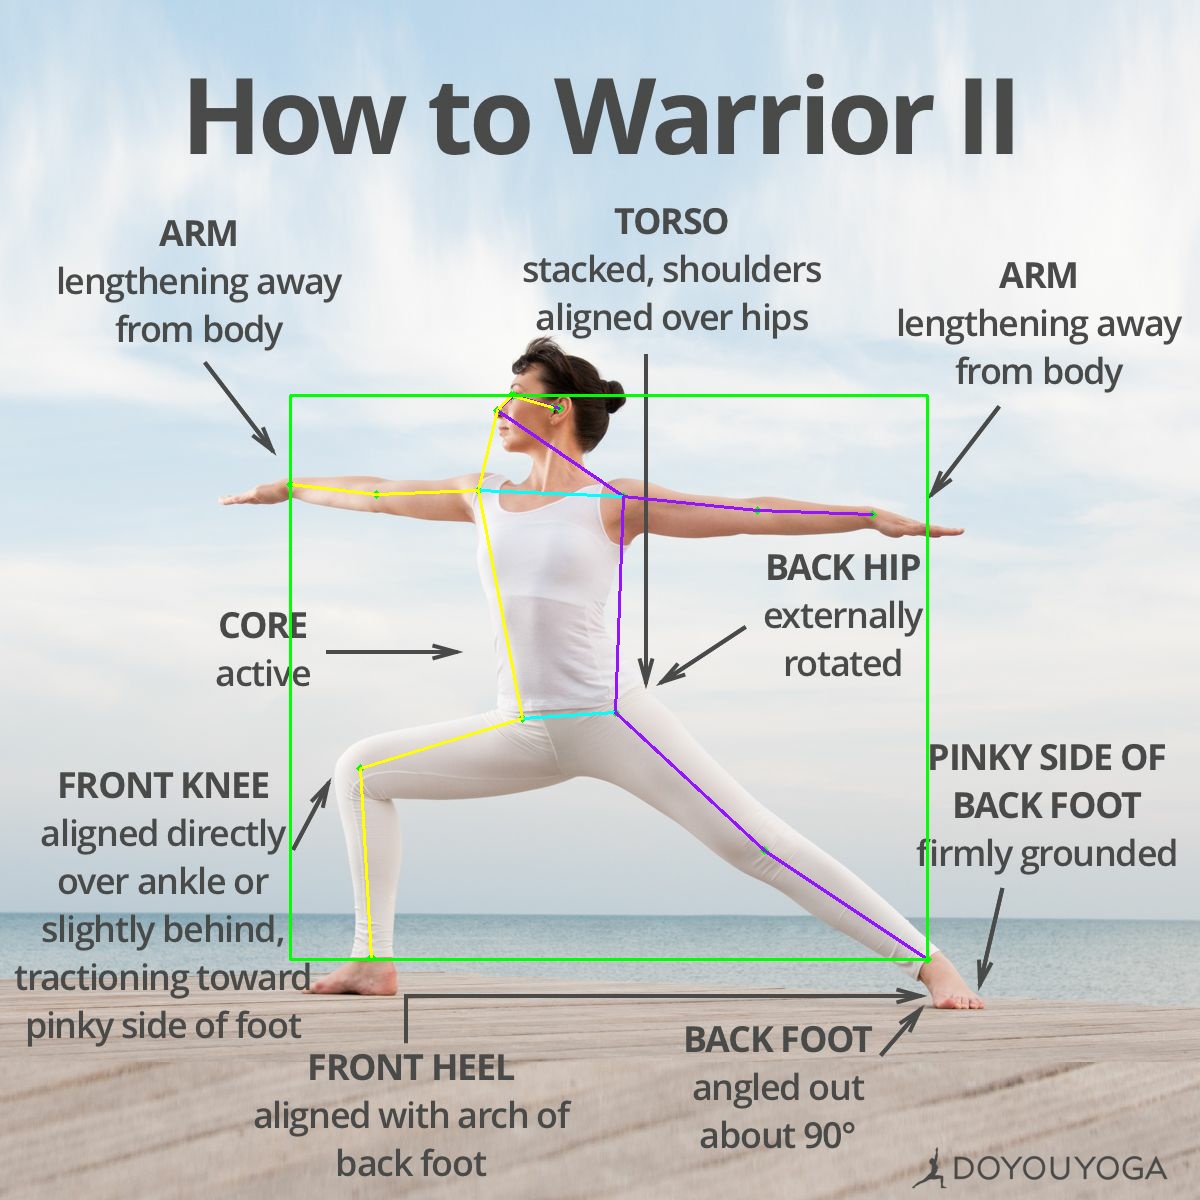 How to Warrior II
ARM
lengthening away
from body
TORSO
stacked, shoulders
aligned over hips
ARM
lengthening away
from body
CORE
active
BACK HIP
externally
rotated
FRONT KNEE
aligned directly
over ankle or
slightly behind,
tractioning toward
pinky side of foot
PINKY SIDE OF
BACK FOOT
firmly grounded
FRONT HEEL
aligned with arch of
back foot
BACK FOOT
angled out
about 90°
DOYOUYOGA